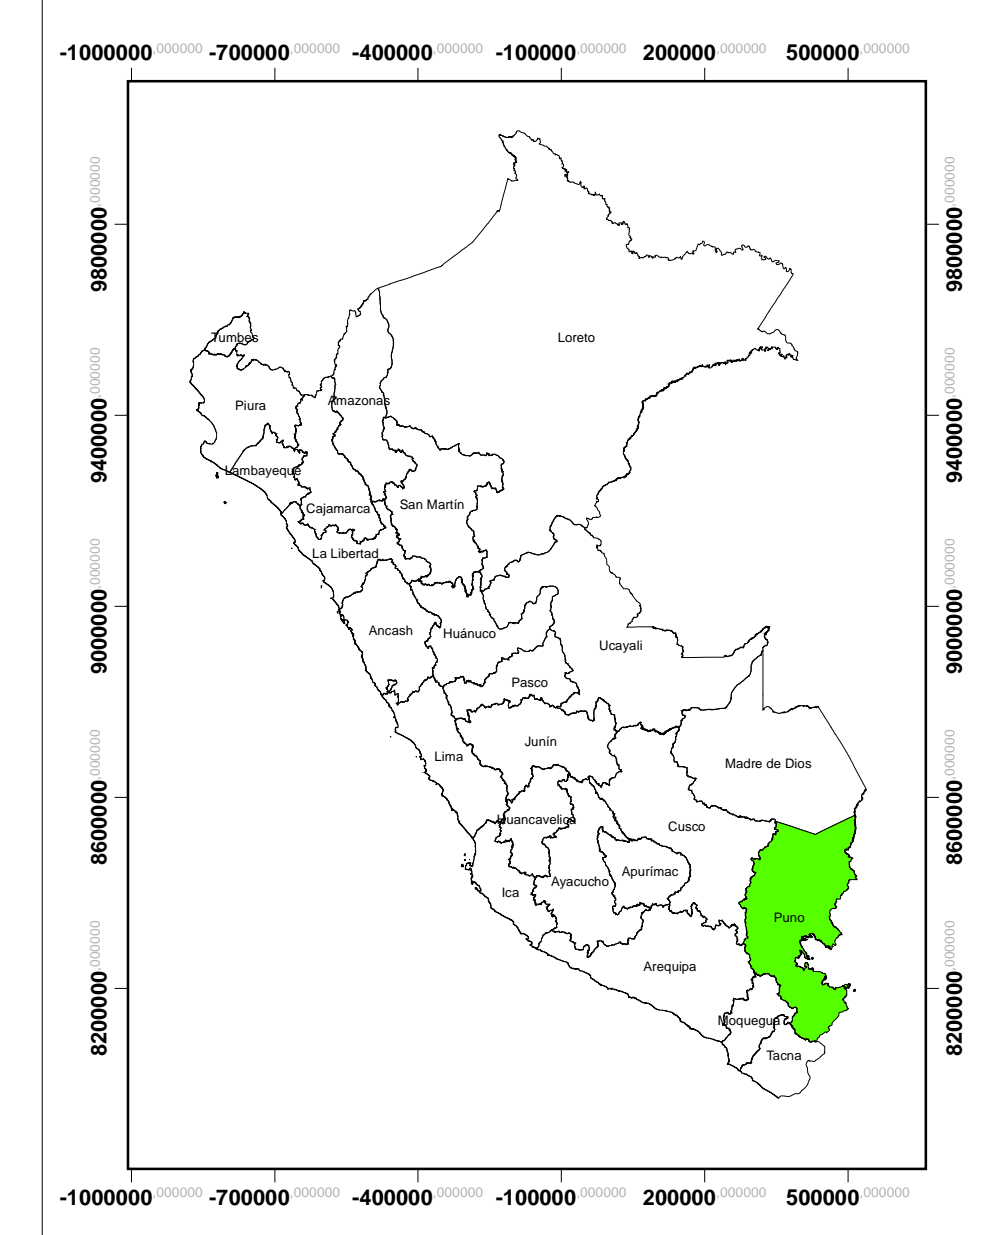 -1000000,000000 -700000,000000 -400000,000000 -100000,000000 200000,000000 500000,000000
9800000,000000
9400000,000000
9000000,000000
8600000,000000
8200000,000000
9800000,000000
9400000,000000
9000000,000000
8600000,000000
8200000,000000
Tumbes
Loreto
Amazonas
Piura
Lambayeque
San Martín
Cajamarca
La Libertad
Ancash
Huánuco
Ucayali
Pasco
Junín
Lima
Madre de Dios
Huancavelica
Cusco
Apurímac
Ayacucho
Ica
Puno
Arequipa
Moquegua
Tacna
-1000000,000000 -700000,000000 -400000,000000 -100000,000000 200000,000000 500000,000000